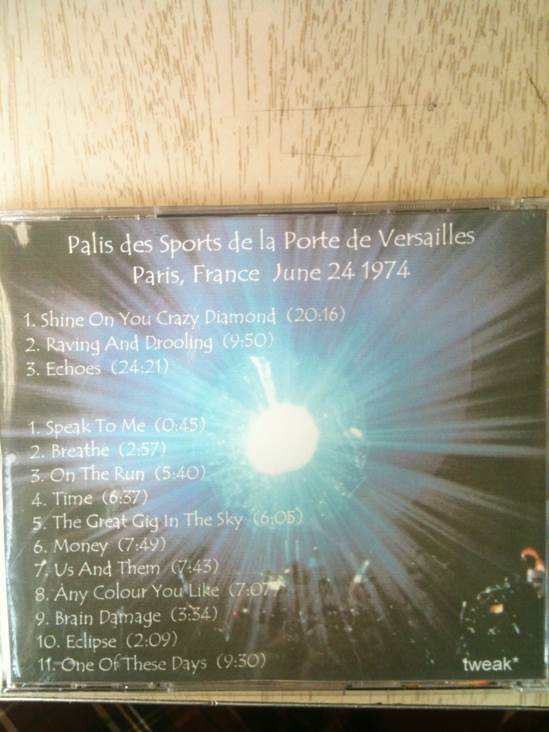 Palis des Sports de la Porte de Versailles
Paris, France June 24 1974
1. Shine On You Crazy Diamond (20:16)
2. Raving And Drooling (9:50)
3. Echoes (24:21)
1. Speak To Me (0:45)
2. Breathe (2:57)
3. On The Run (5:40)
4. Time (6:37)
5. The Great Gig In The Sky (6:05)
6. Money (7:49)
7. Us And Them (7:43)
8. Any Colour You Like (7:07)
9. Brain Damage (3:34)
10. Eclipse (2:09)
11. One Of These Days (9:30)
tweak*